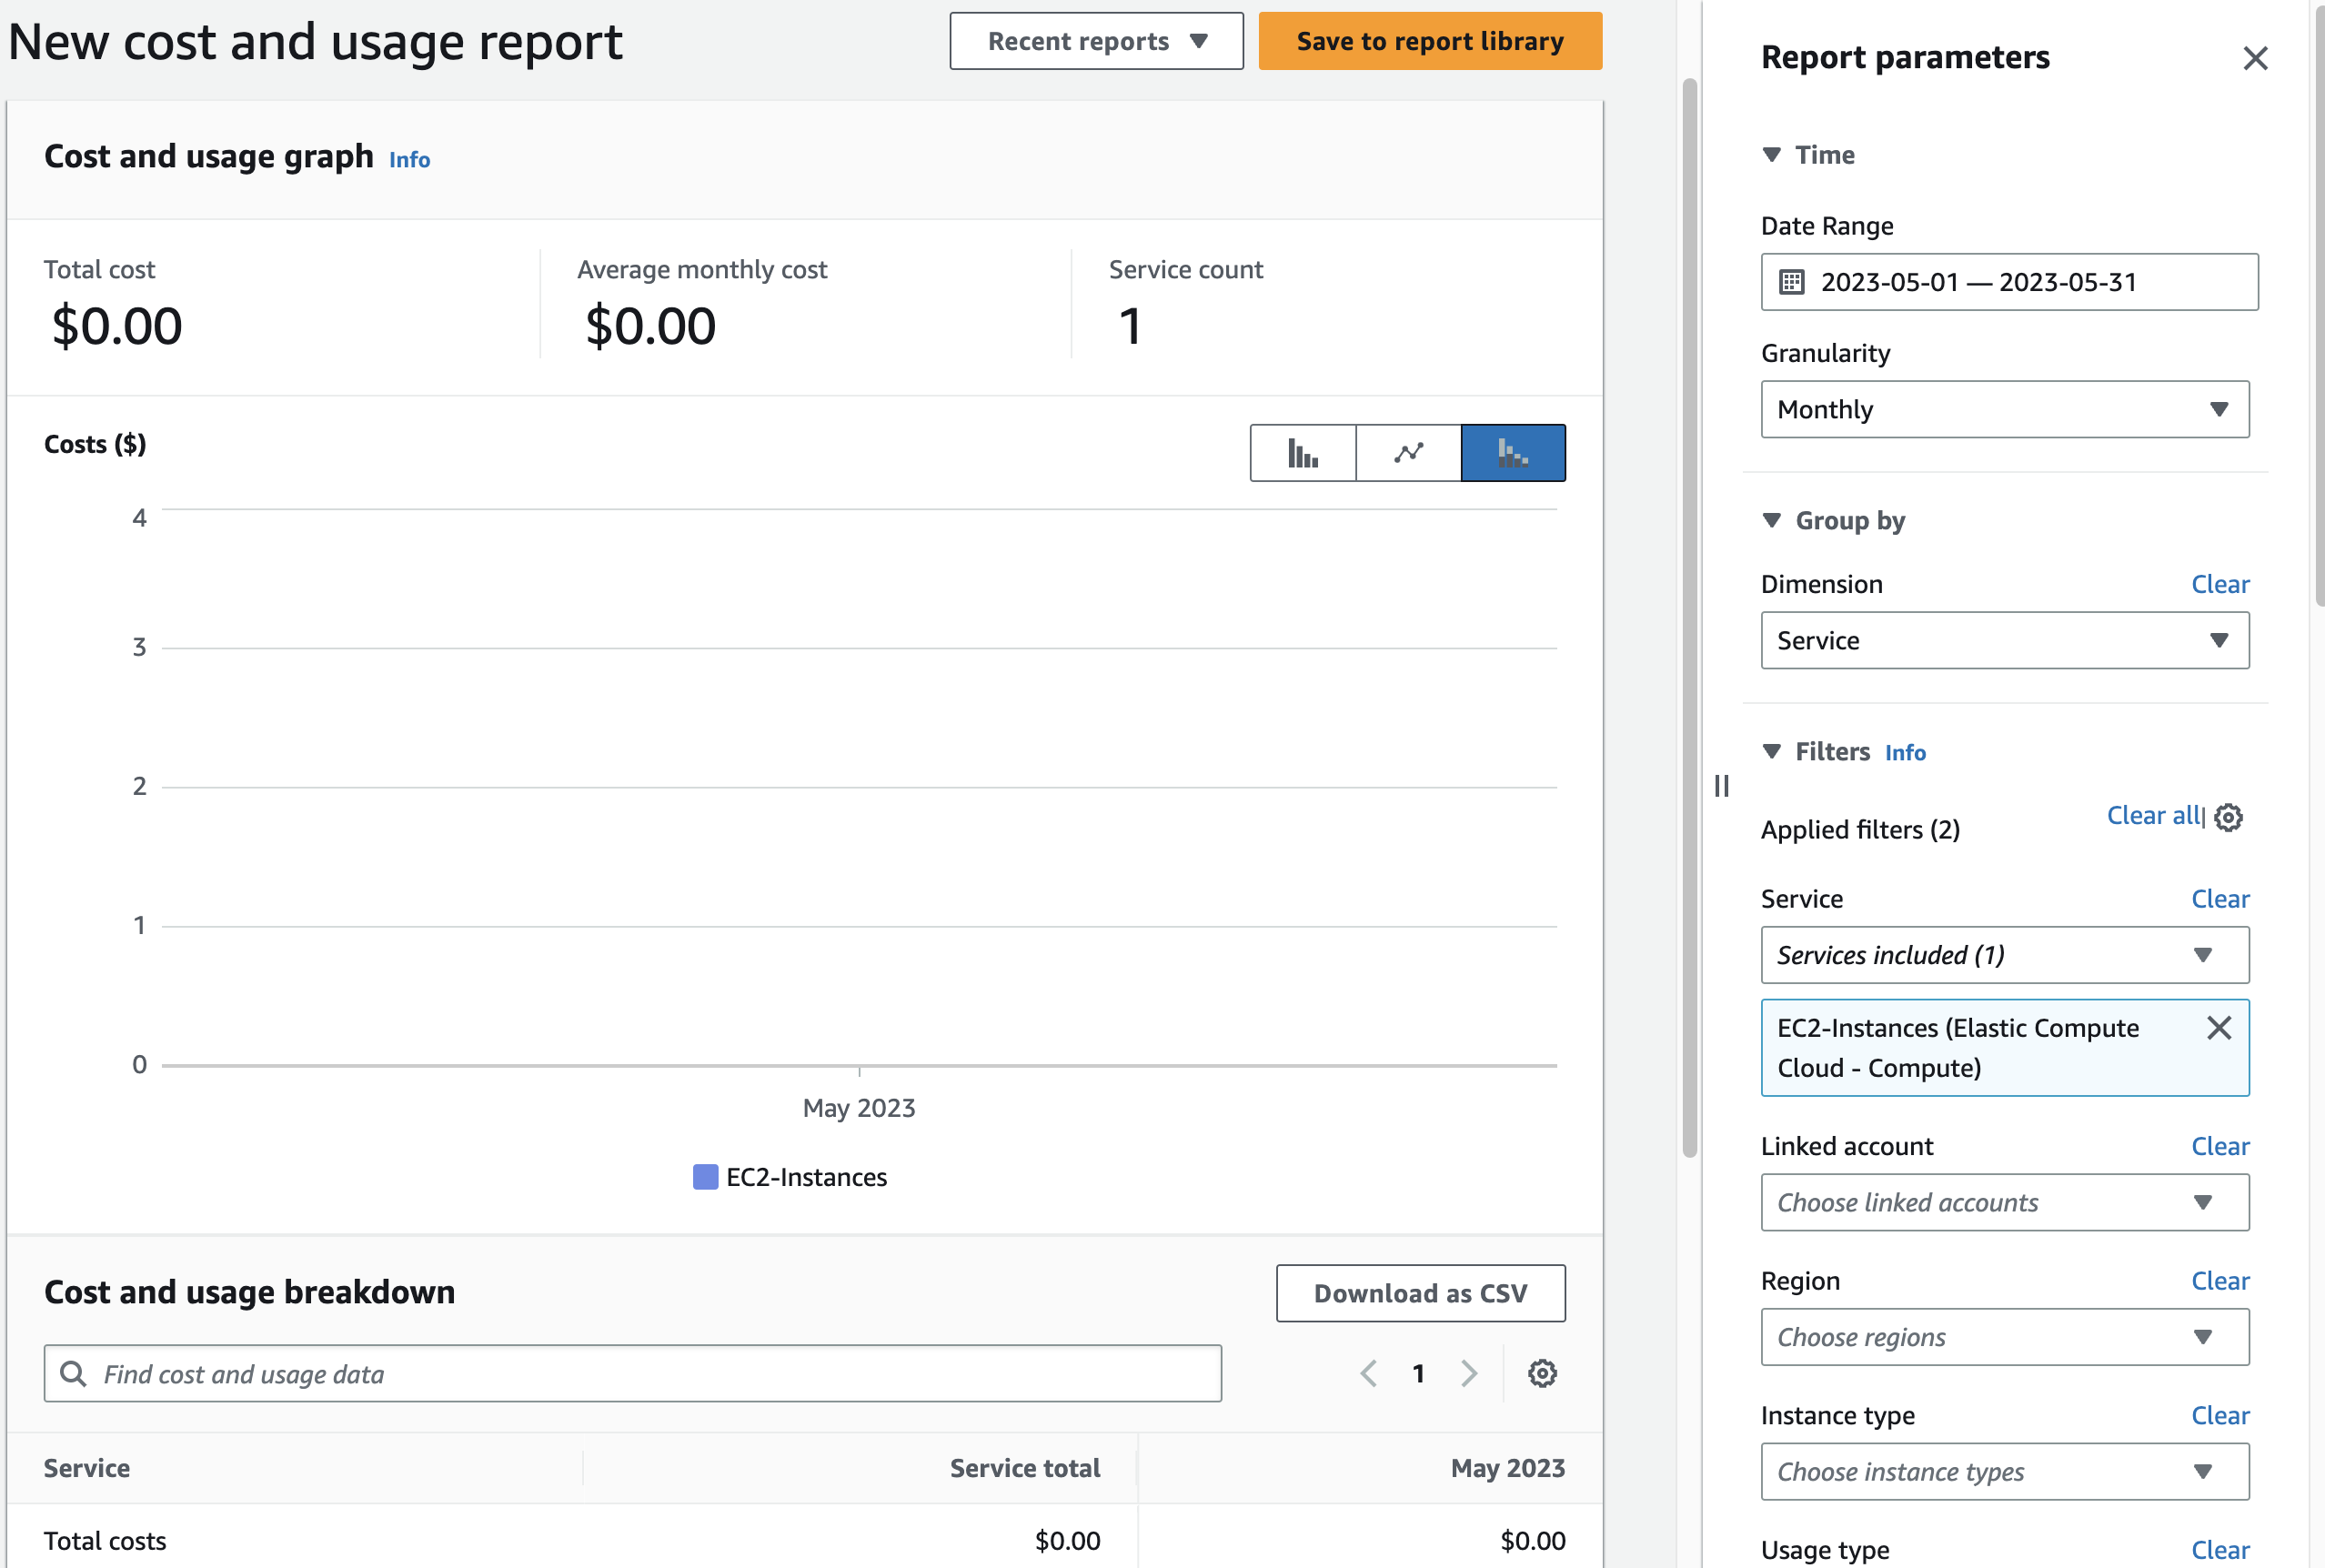 New cost and usage report
Recent reports
Save to report library
Cost and usage graph Info
Total cost
$0.00
Average monthly cost
$0.00
Service count
1
Costs ($)
4
3
2
1
0
May 2023
EC2-Instances
Cost and usage breakdown
Download as CSV
Find cost and usage data
1
Service Service total May 2023
Total costs $0.00 $0.00
Report parameters
Time
Date Range
2023-05-01 — 2023-05-31
Granularity
Monthly
Group by
Dimension Clear
Service
Filters Info
Applied filters (2) Clear all
Service Clear
Services included (1)
EC2-Instances (Elastic Compute
Cloud - Compute)
Linked account Clear
Choose linked accounts
Region Clear
Choose regions
Instance type Clear
Choose instance types
Usage type Clear